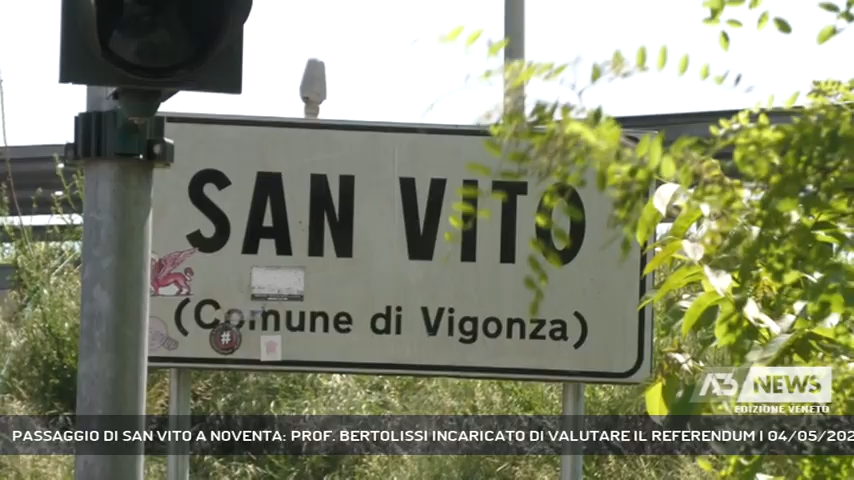 SAN VITO
(Comune di Vigonza)
#
A3 NEWS
EDIZIONE VENETO
PASSAGGIO DI SAN VITO A NOVENTA: PROF. BERTOLISSI INCARICATO DI VALUTARE IL REFERENDUM | 04/05/202